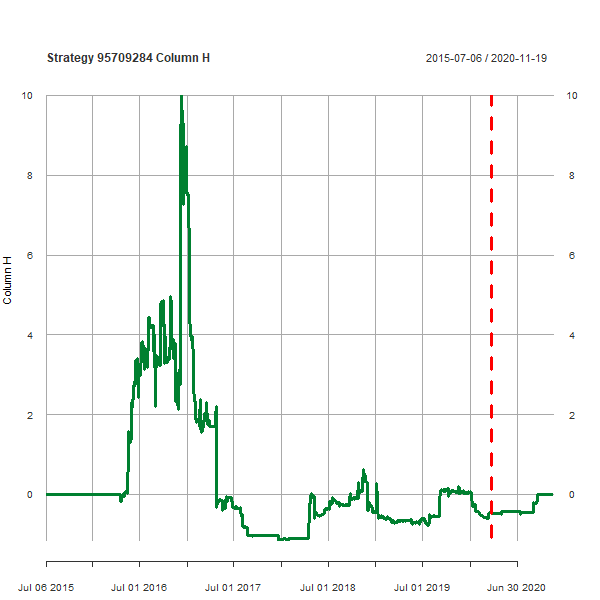 Strategy 95709284 Column H
2015-07-06 / 2020-11-19
10
10
8
8
6
6
4
4
2
2
0
0
Column H
Jul 06 2015
Jul 01 2016
Jul 01 2017
Jul 01 2018
Jul 01 2019
Jun 30 2020